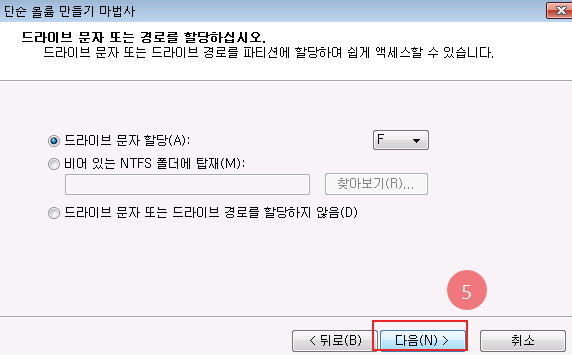 단순 올륨 만들기 마법사
드라이브 문자 또는 경로를 할당하십시오.
드라이브 문자 또는 드라이브 경로를 파티션에 할당하여 쉽게 액세스할 수 있습니다.
드라이브 문자 할당(A):
F
비어 있는 NTFS 폴더에 탑재(M):
찾아보기(R)...
드라이브 문자 또는 드라이브 경로를 할당하지 않음(D)
5
< 뒤로(B)
다음(N) >
취소